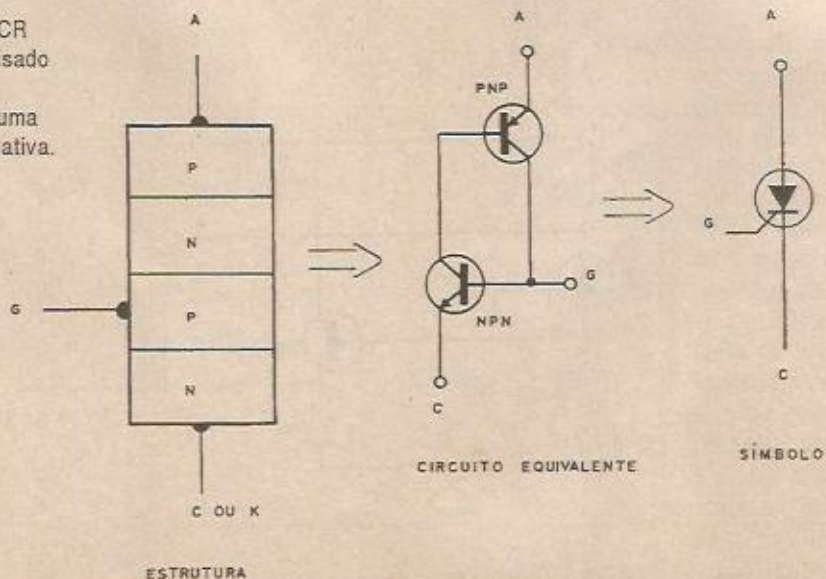 CR
sado
uma
ativa.
A
P
N
G
P
N
C OU K
ESTRUTURA
A
PNP
G
NPN
C
CIRCUITO EQUIVALENTE
A
G
C
SÍMBOLO